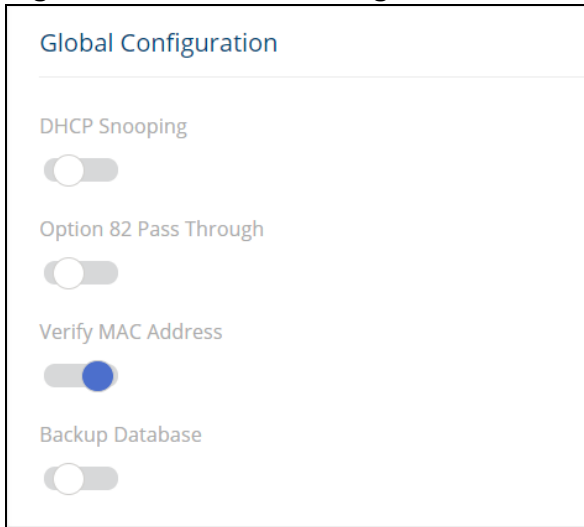 Global Configuration
DHCP Snooping
Option 82 Pass Through
Verify MAC Address
Backup Database